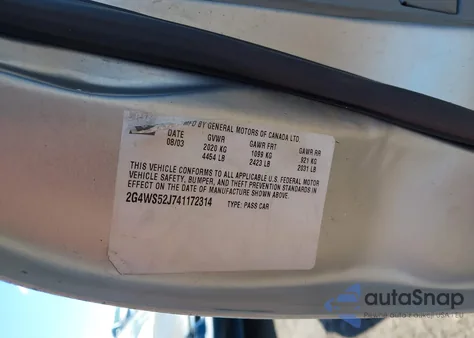 MFD BY GENERAL MOTORS OF CANADA LTD.
DATE GVWR GAWR FRT GAWR RR
08/03 2020 KG 1099 KG 921 KG
4454 LB 2423 LB 2031 LB
THIS VEHICLE CONFORMS TO ALL APPLICABLE U.S. FEDERAL MOTOR
VEHICLE SAFETY, BUMPER, AND THEFT PREVENTION STANDARDS IN
EFFECT ON THE DATE OF MANUFACTURE SHOWN ABOVE.
2G4WS52J741172314 TYPE: PASS CAR
autoSnap